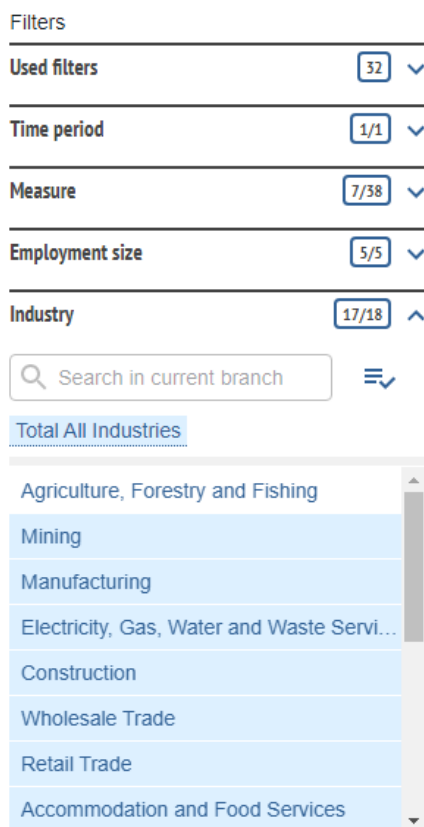 Filters
Used filters 32
Time period 1/1
Measure 7/38
Employment size 5/5
Industry 17/18
Search in current branch
Total All Industries
Agriculture, Forestry and Fishing
Mining
Manufacturing
Electricity, Gas, Water and Waste Servi...
Construction
Wholesale Trade
Retail Trade
Accommodation and Food Services